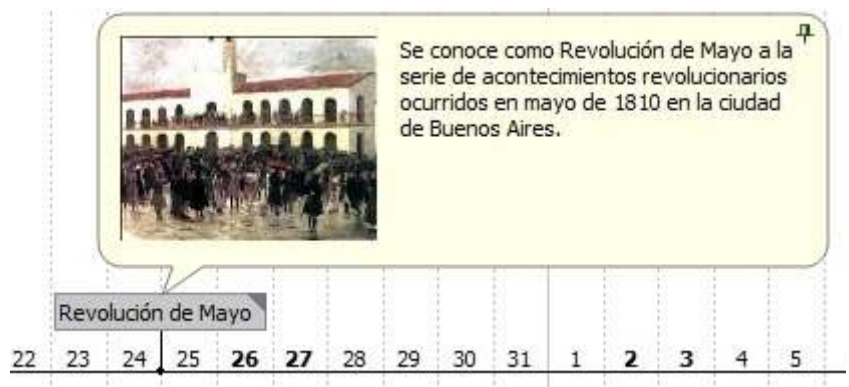 Se conoce como Revolución de Mayo a la
serie de acontecimientos revolucionarios
ocurridos en mayo de 1810 en la ciudad
de Buenos Aires.
Revolución de Mayo
22 23 24 25 26 27 28 29 30 31 1 2 3 4 5